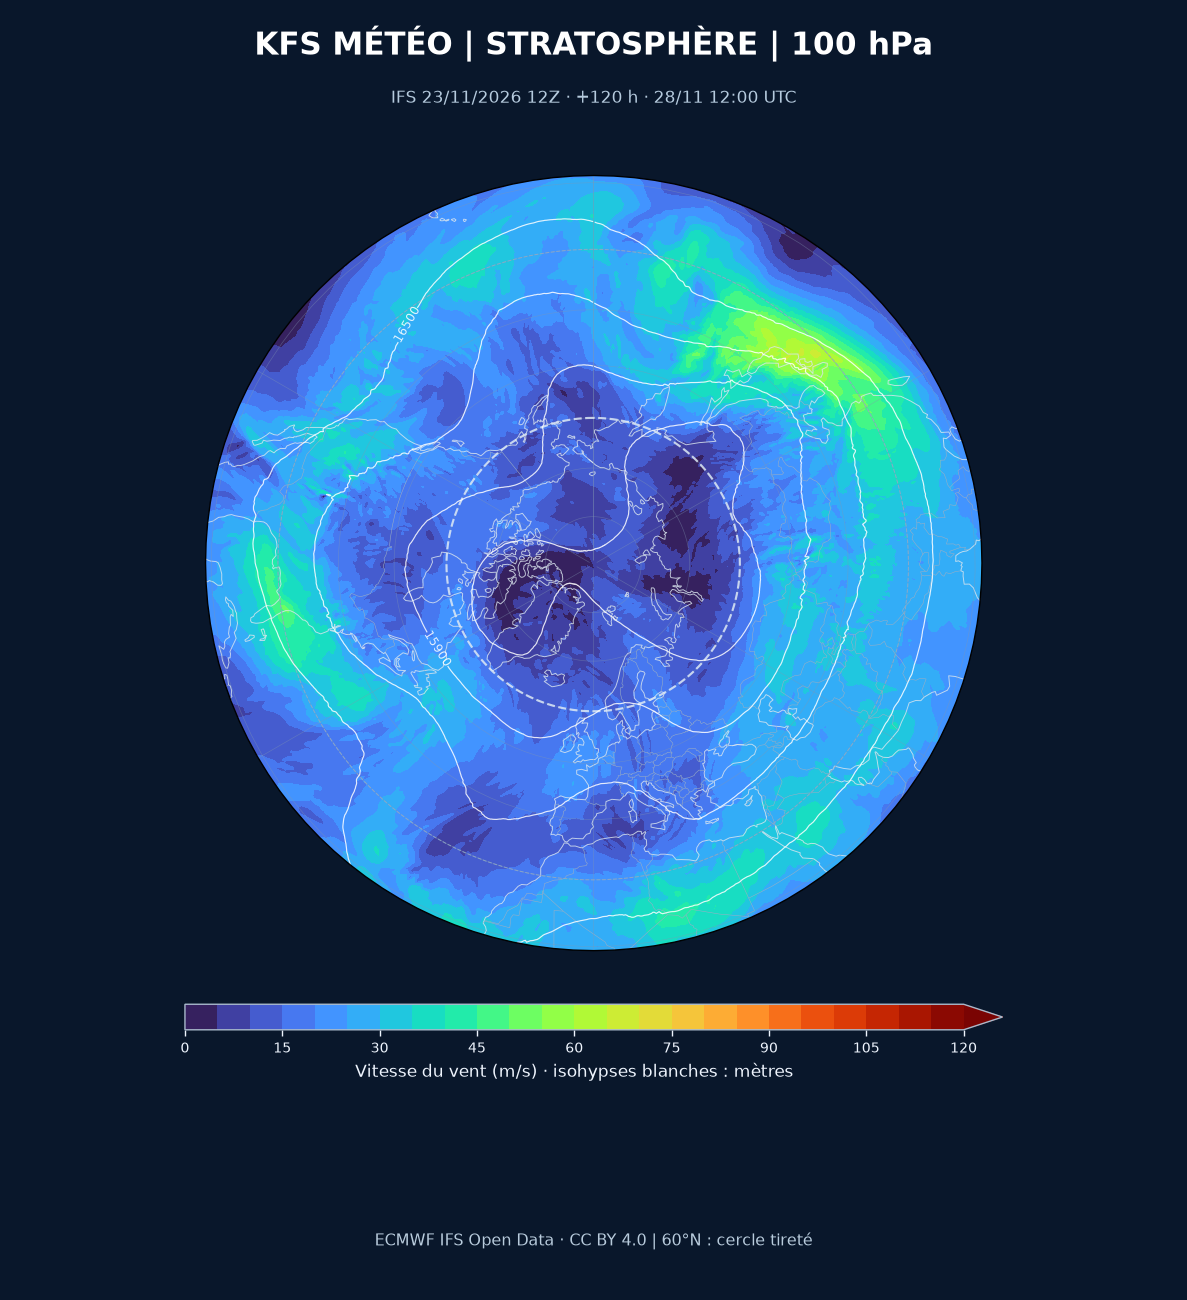 KFS MÉTÉO | STRATOSPHÈRE | 100 hPa
IFS 23/11/2026 12Z · +120 h · 28/11 12:00 UTC
16500
15900
0 15 30 45 60 75 90 105 120
Vitesse du vent (m/s) · isohypses blanches : mètres
ECMWF IFS Open Data · CC BY 4.0 | 60°N : cercle tireté